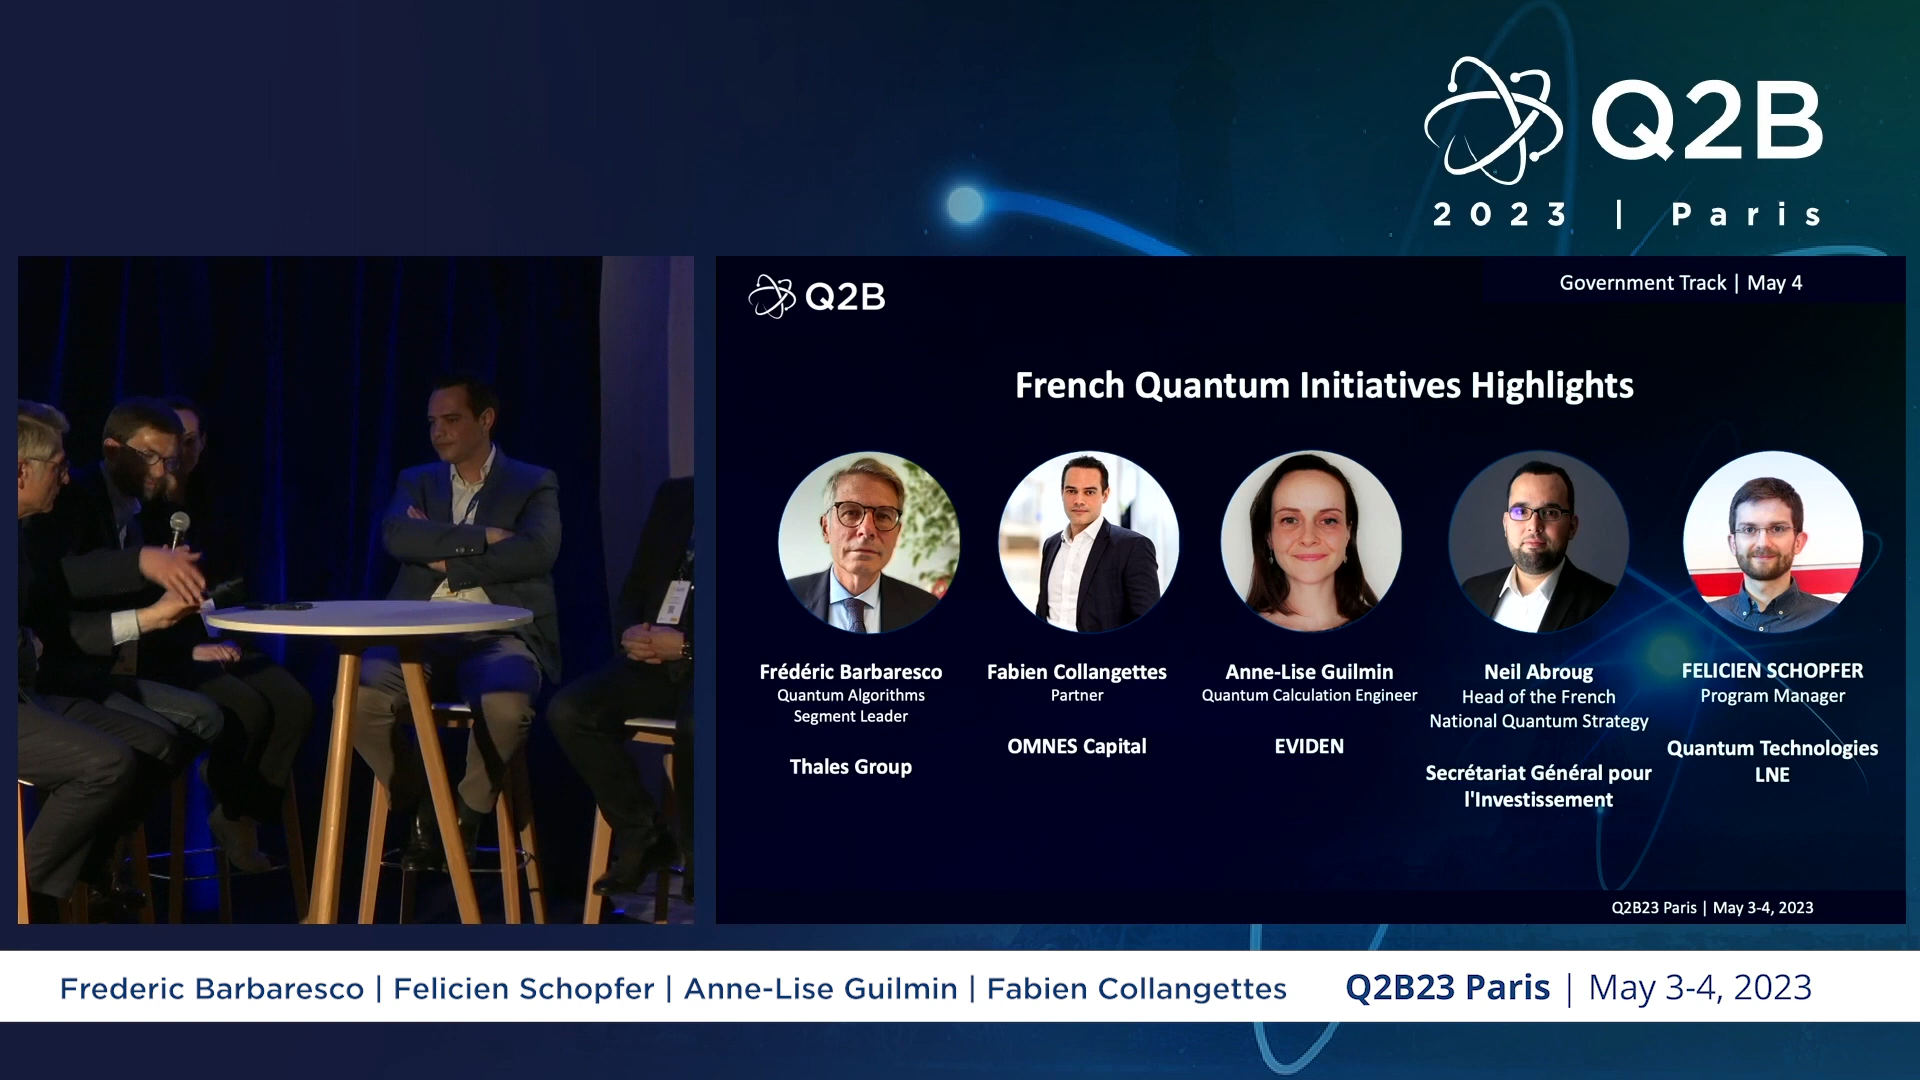 Q2B
2023 | Paris
Q2B
Government Track | May 4
French Quantum Initiatives Highlights
Frédéric Barbaresco
Quantum Algorithms
Segment Leader
Thales Group
Fabien Collangettes
Partner
OMNES Capital
Anne-Lise Guilmin
Quantum Calculation Engineer
EVIDEN
Neil Abroug
Head of the French
National Quantum Strategy
Secrétariat Général pour
l'Investissement
FELICIEN SCHOPFER
Program Manager
Quantum Technologies
LNE
Q2B23 Paris | May 3-4, 2023
Frederic Barbaresco | Felicien Schopfer | Anne-Lise Guilmin | Fabien Collangettes
Q2B23 Paris | May 3-4, 2023